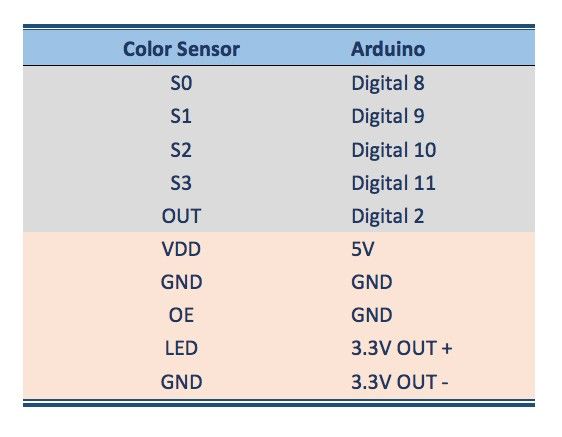 Color Sensor Arduino
S0 Digital 8
S1 Digital 9
S2 Digital 10
S3 Digital 11
OUT Digital 2
VDD 5V
GND GND
OE GND
LED 3.3V OUT +
GND 3.3V OUT -